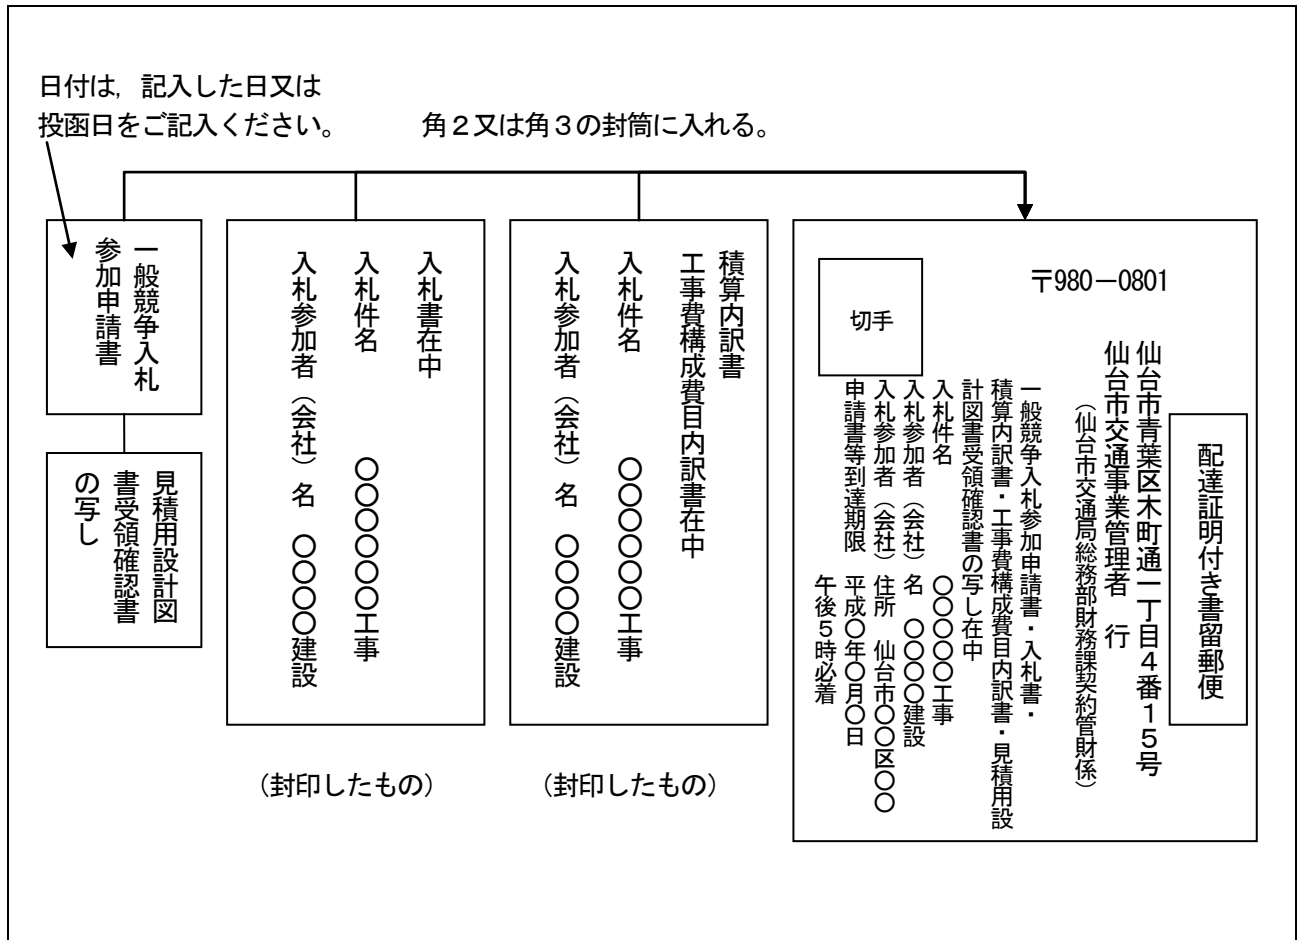 日付は，記入した日又は
投函日をご記入ください。
角２又は角３の封筒に入れる。
一般競争入札
参加申請書
見積用設計図
書受領確認書
の写し
入札書在中
入札件名　　〇〇〇〇〇〇工事
入札参加者（会社）名　〇〇〇〇建設
（封印したもの）
積算内訳書
工事費構成費目内訳書在中
入札件名　　〇〇〇〇〇〇工事
入札参加者（会社）名　〇〇〇〇建設
（封印したもの）
〒980－0801
切手
配達証明付き書留郵便
仙台市青葉区木町通一丁目４番１５号
仙台市交通事業管理者　行
（仙台市交通局総務部財務課契約管財係）
一般競争入札参加申請書・入札書・
積算内訳書・工事費構成費目内訳書・見積用設
計図書受領確認書の写し在中
入札件名　　〇〇〇〇〇工事
入札参加者（会社）名　〇〇〇〇建設
入札参加者（会社）住所　仙台市〇〇区〇〇
申請書等到達期限　平成〇年〇月〇日
午後５時必着